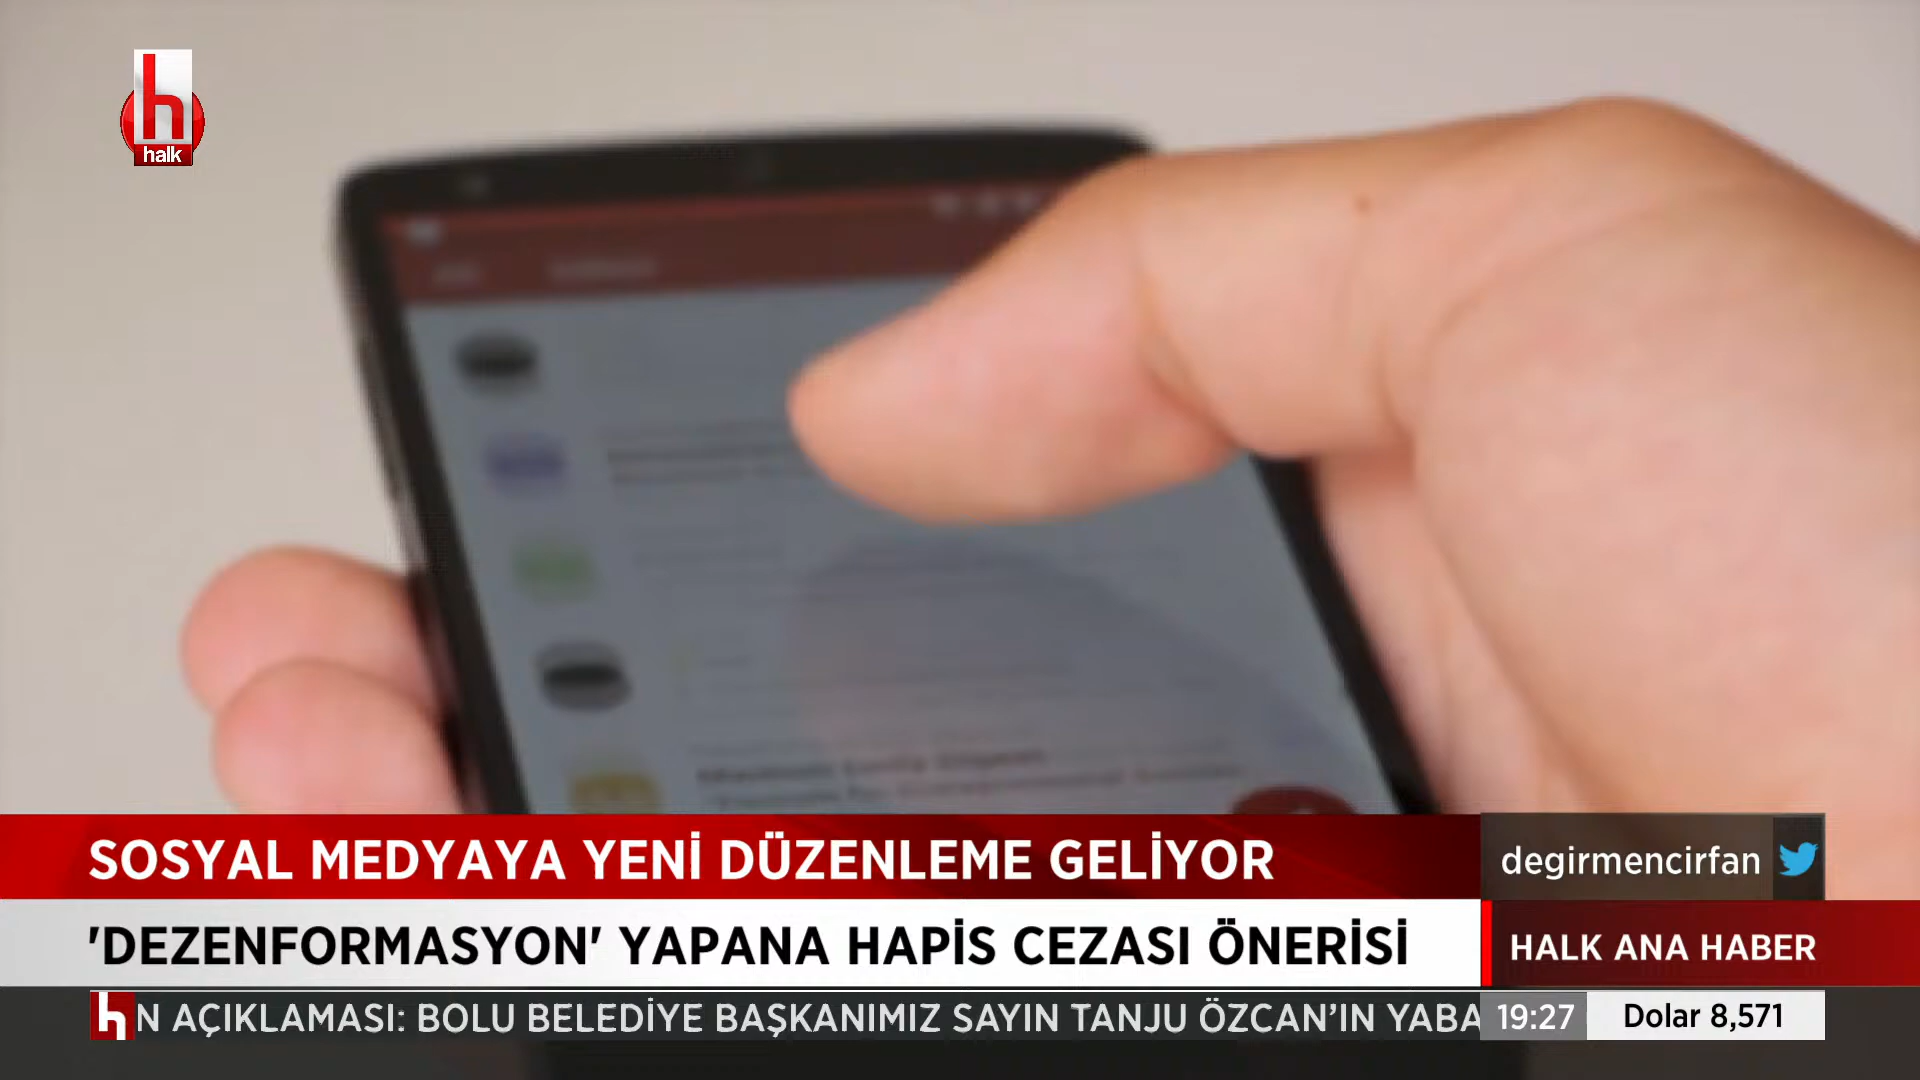 h
halk
SOSYAL MEDYAYA YENİ DÜZENLEME GELİYOR
degirmencirfan
'DEZENFORMASYON' YAPANA HAPİS CEZASI ÖNERİSİ
HALK ANA HABER
h N AÇIKLAMASI: BOLU BELEDİYE BAŞKANIMIZ SAYIN TANJU ÖZCAN’IN YABA
19:27
Dolar 8,571